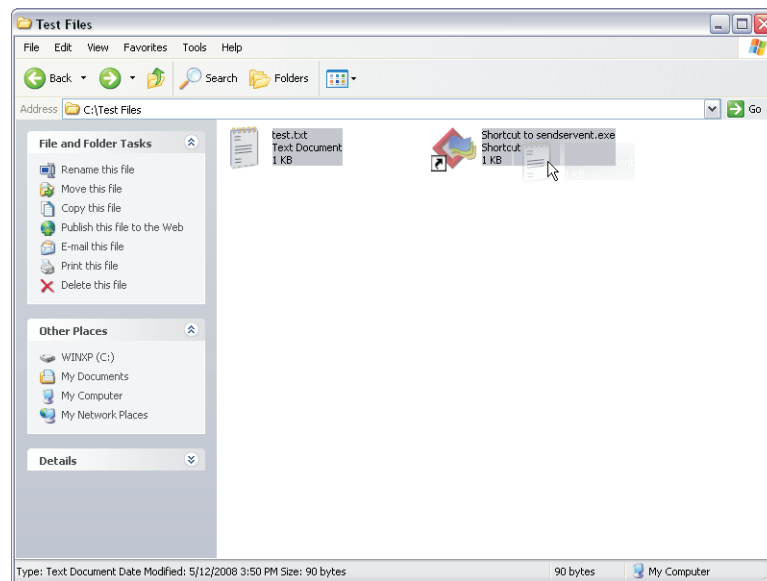 Test Files
File Edit View Favorites Tools Help
Back Search Folders
Address C:\Test Files Go
File and Folder Tasks
Rename this file
Move this file
Copy this file
Publish this file to the Web
E-mail this file
Print this file
Delete this file
Other Places
WINXP (C:)
My Documents
My Computer
My Network Places
Details
test.txt
Text Document
1 KB
Shortcut to sendservent.exe
Shortcut
1 KB
Type: Text Document Date Modified: 5/12/2008 3:50 PM Size: 90 bytes 90 bytes My Computer